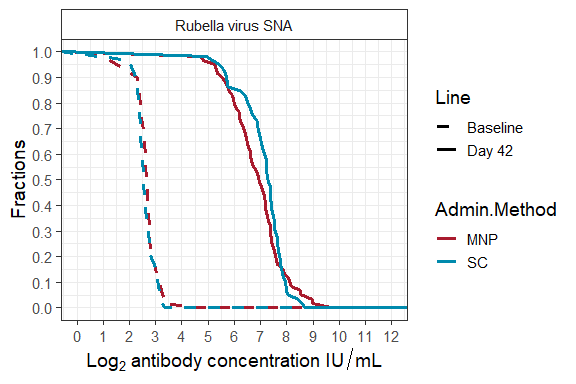 Rubella virus SNA
Fractions
1.0
0.9
0.8
0.7
0.6
0.5
0.4
0.3
0.2
0.1
0.0
0 1 2 3 4 5 6 7 8 9 10 11 12
Log₂ antibody concentration IU/mL
Line
Baseline
Day 42
Admin.Method
MNP
SC